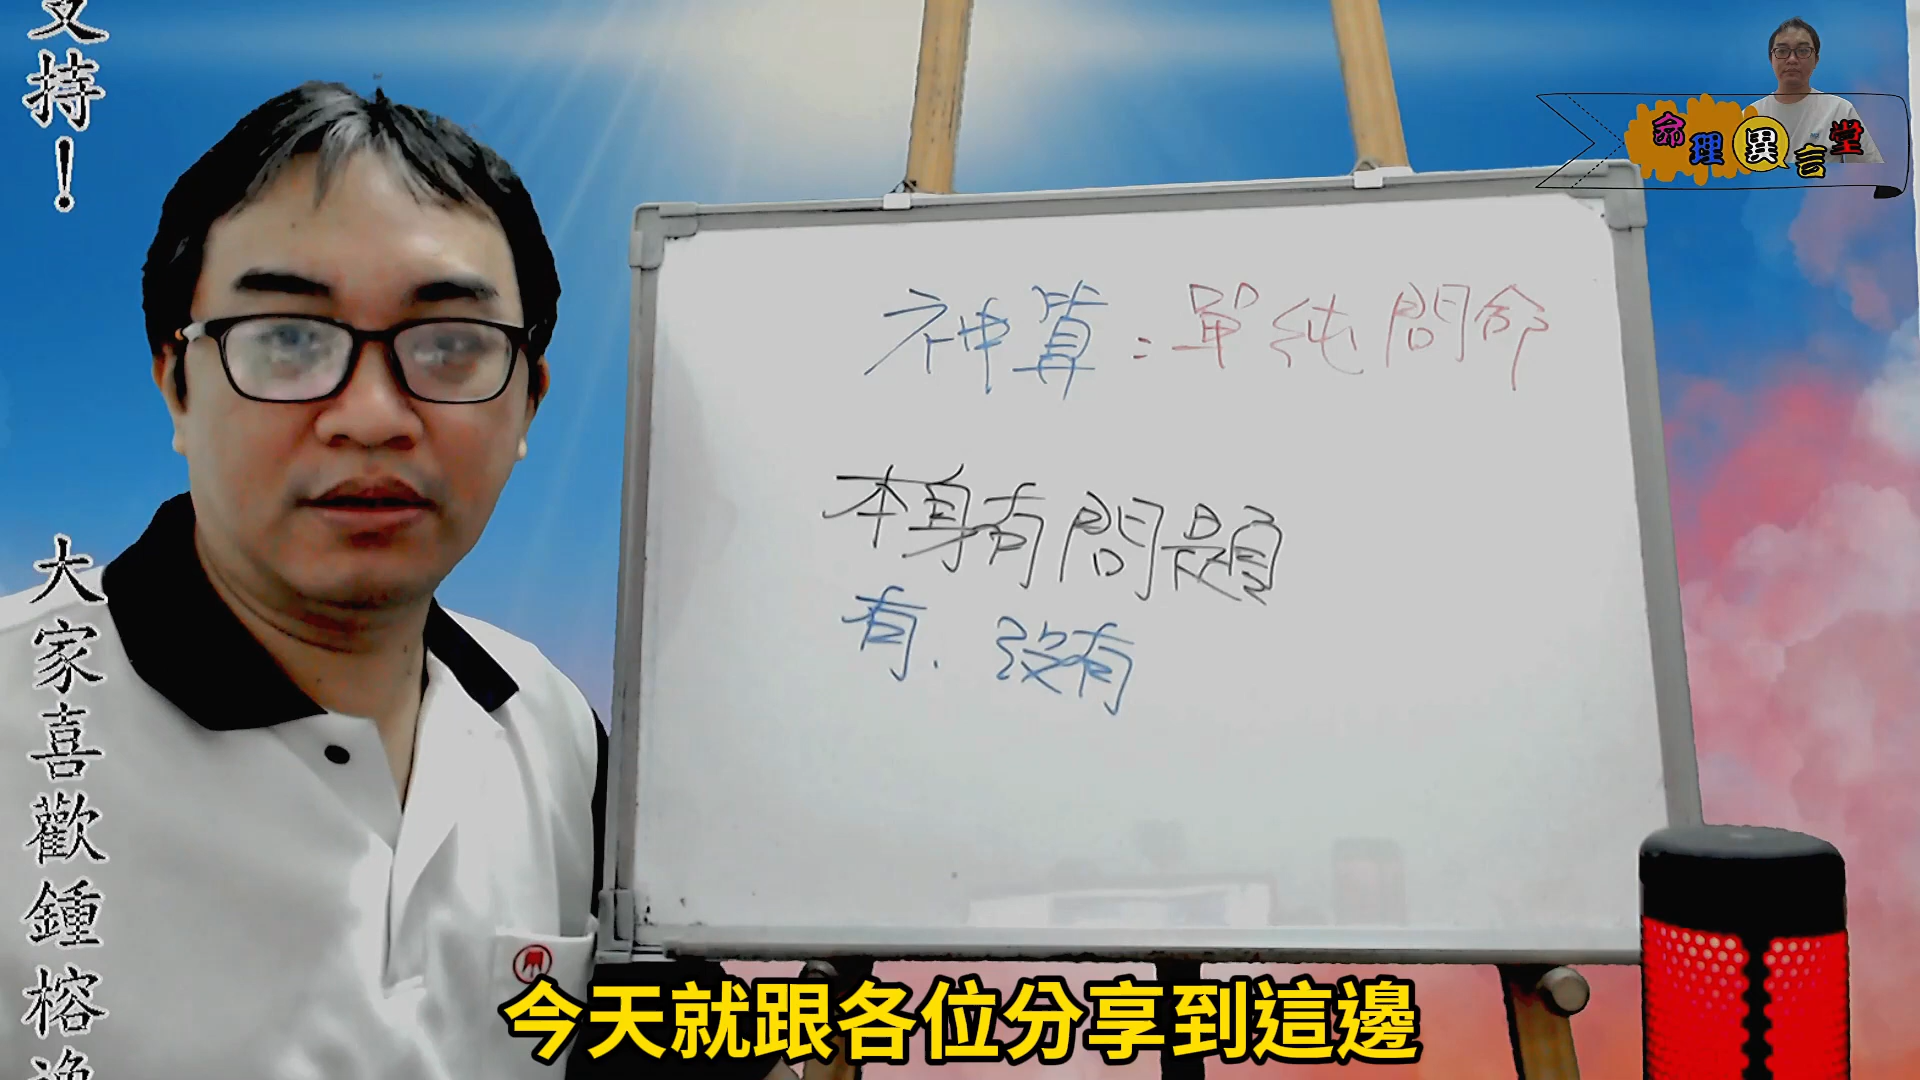 支持！
大家喜歡鍾榕
命理異言堂
神算：單純問命
本身有問題
有．沒有
今天就跟各位分享到這邊